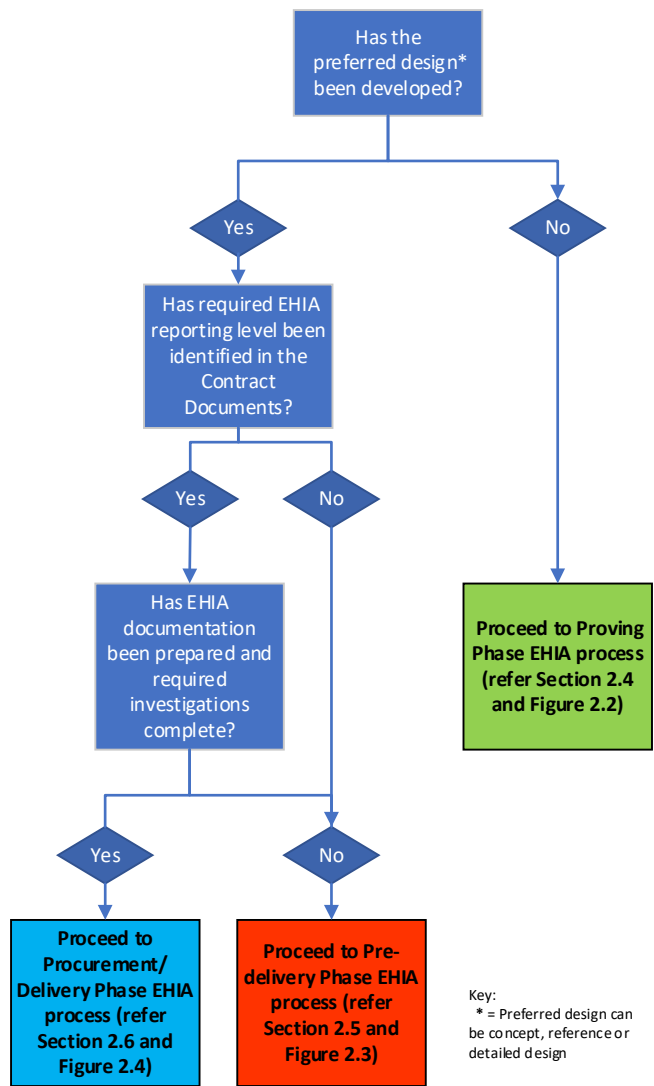 Has the
preferred design*
been developed?
Yes
No
Has required EHIA
reporting level been
identified in the
Contract
Documents?
Yes
No
Has EHIA
documentation
been prepared and
required
investigations
complete?
Proceed to Proving
Phase EHIA process
(refer Section 2.4
and Figure 2.2)
Yes
No
Proceed to
Procurement/
Delivery Phase EHIA
process (refer
Section 2.6 and
Figure 2.4)
Proceed to Pre-
delivery Phase EHIA
process (refer
Section 2.5 and
Figure 2.3)
Key:
* = Preferred design can
be concept, reference or
detailed design